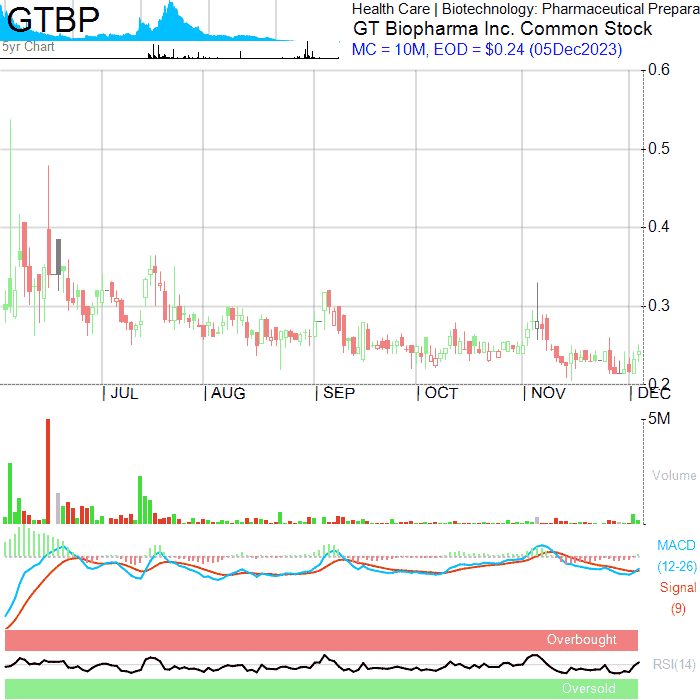 GTBP
5yr Chart
Health Care | Biotechnology: Pharmaceutical Prepara
GT Biopharma Inc. Common Stock
MC = 10M, EOD = $0.24 (05Dec2023)
0.6
0.5
0.4
0.3
0.2
JUL
AUG
SEP
OCT
NOV
DEC
5M
Volume
MACD
(12-26)
Signal
(9)
Overbought
RSI(14)
Oversold